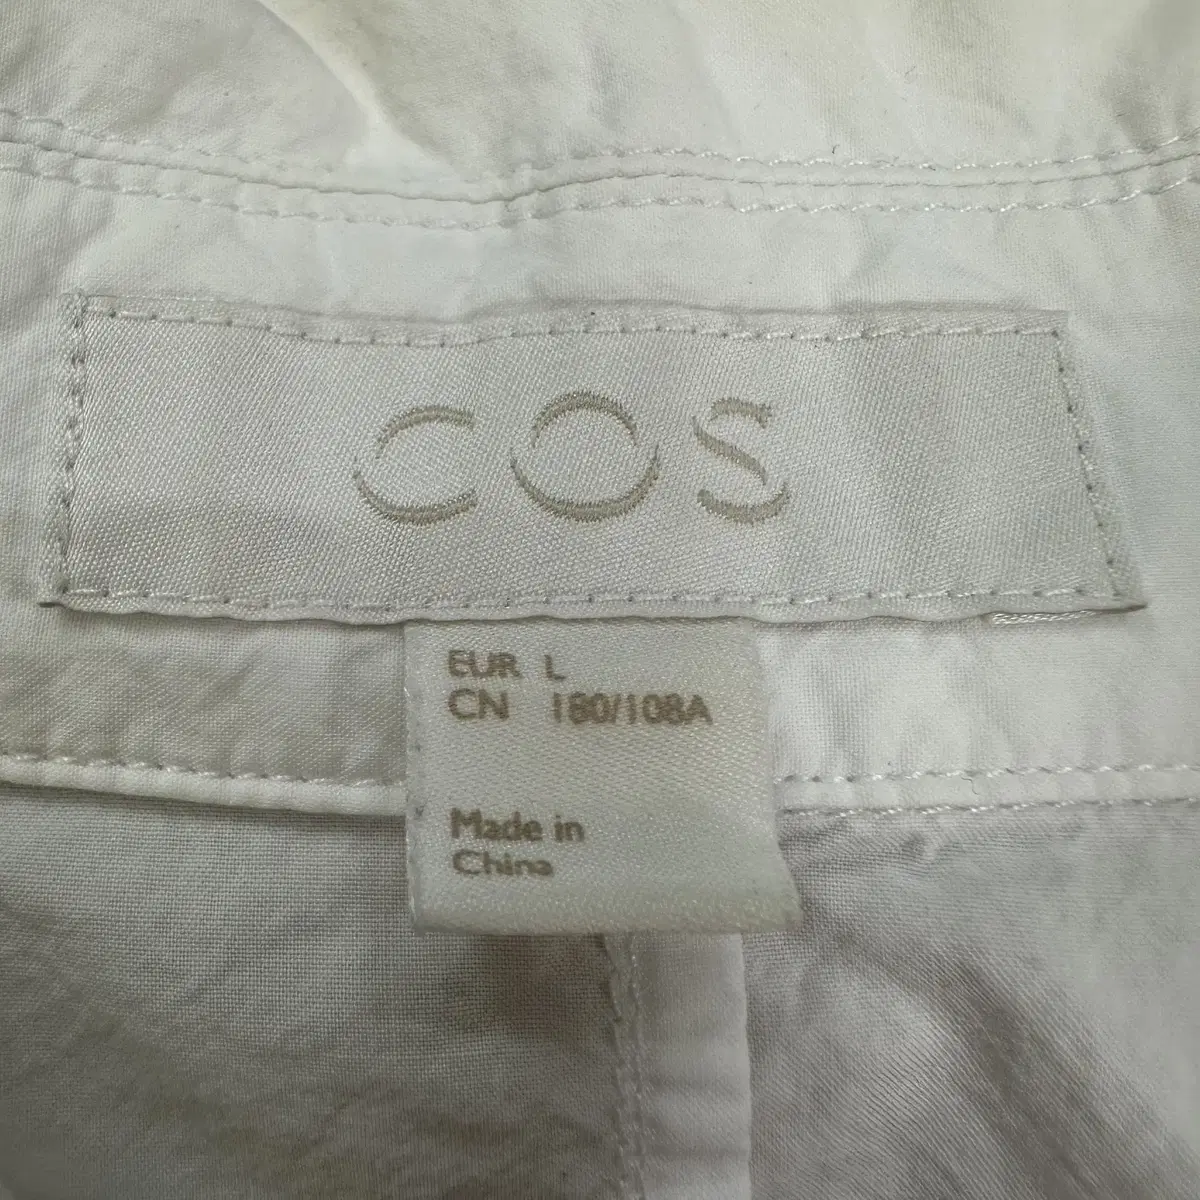 COS
EUR L
CN 180/108A
Made in
China